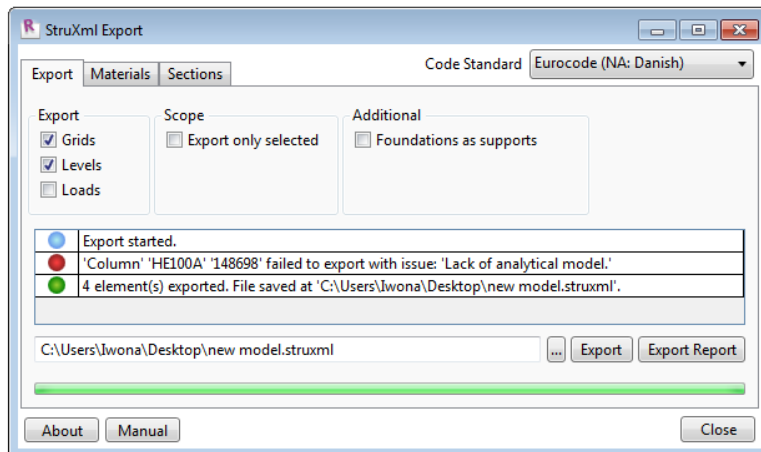 StruXml Export
Code Standard Eurocode (NA: Danish)
Export Materials Sections
Export Scope Additional
Grids Export only selected Foundations as supports
Levels
Loads
Export started.
'Column' 'HE100A' '148698' failed to export with issue: 'Lack of analytical model.'
4 element(s) exported. File saved at 'C:\Users\Iwona\Desktop\new model.struxml'.
C:\Users\Iwona\Desktop\new model.struxml ... Export Export Report
About Manual Close